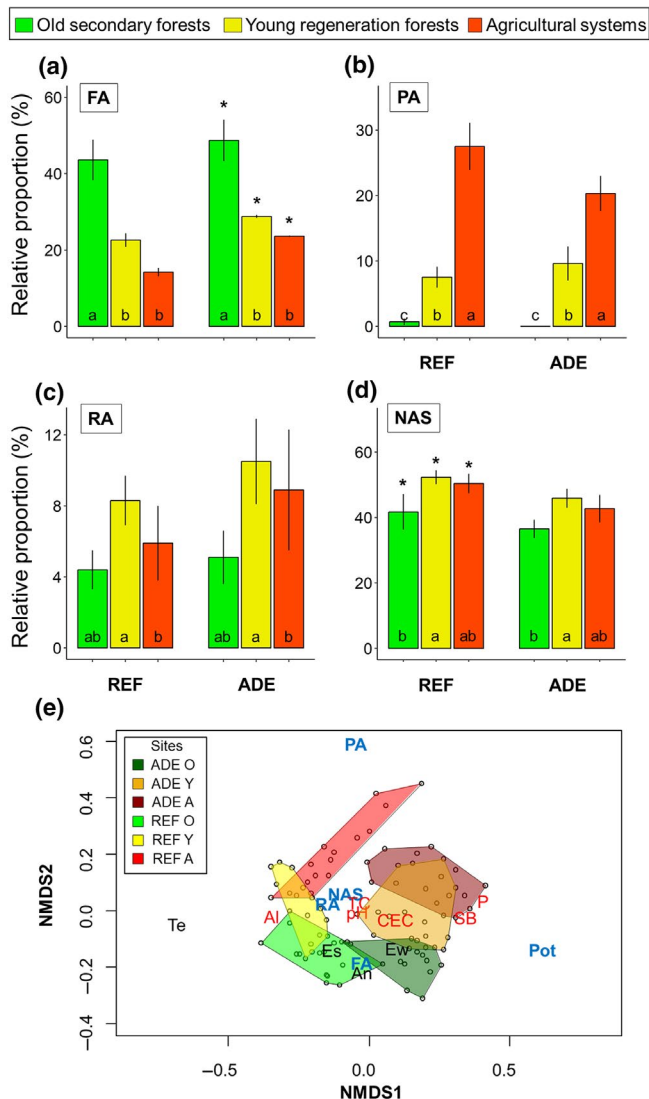 Old secondary forests Young regeneration forests Agricultural systems
(a)
FA
Relative proportion (%)
60
40
20
0
* * *
a b b a b b
(b)
PA
30
20
10
0
c b a c b a
REF ADE
(c)
RA
Relative proportion (%)
12
8
4
0
ab a b ab a b
REF ADE
(d)
NAS
60
40
20
0
* * *
b a ab b a ab
REF ADE
(e)
NMDS2
0.6
0.4
0.2
0.0
−0.2
−0.4
Sites
ADE O
ADE Y
ADE A
REF O
REF Y
REF A
PA
NAS
RA
TC
pH
P
Al
CEC
SB
Te
Es
Ew
Pot
FA
An
−0.5 0.0 0.5
NMDS1